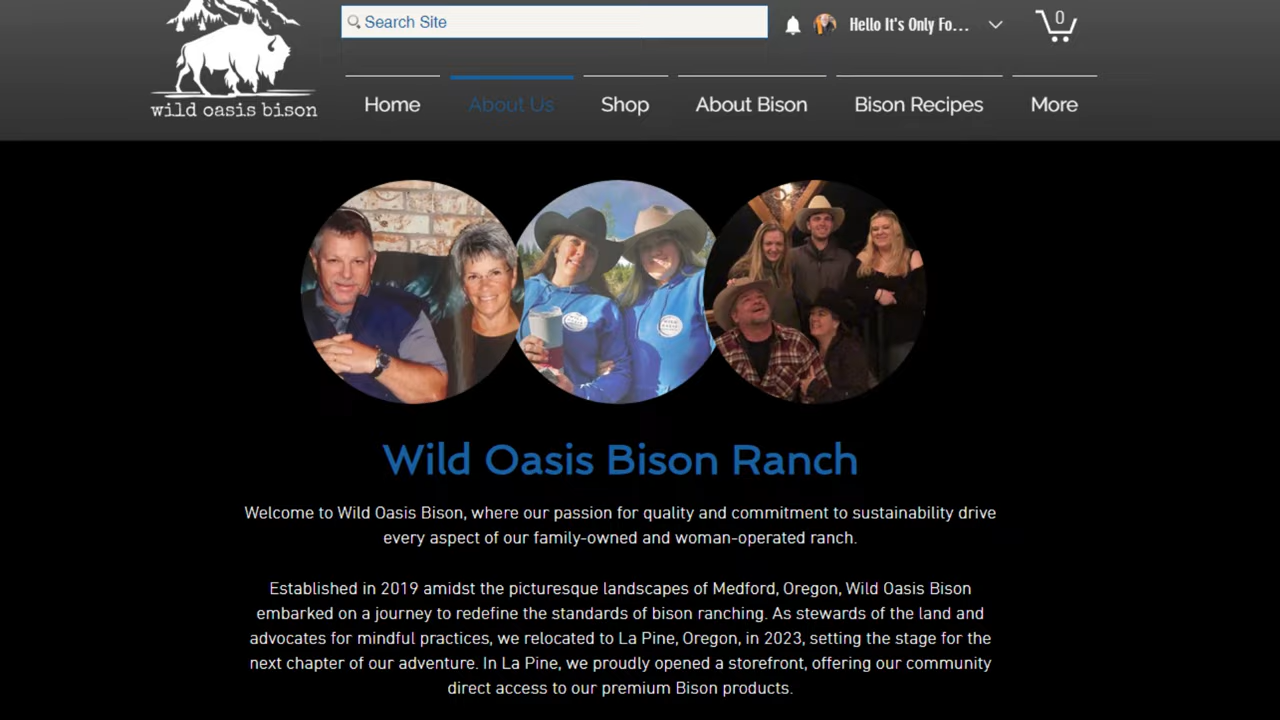 wild oasis bison
Search Site
Hello It's Only Fo...
0
Home
About Us
Shop
About Bison
Bison Recipes
More
Wild Oasis Bison Ranch
Welcome to Wild Oasis Bison, where our passion for quality and commitment to sustainability drive
every aspect of our family-owned and woman-operated ranch.
Established in 2019 amidst the picturesque landscapes of Medford, Oregon, Wild Oasis Bison
embarked on a journey to redefine the standards of bison ranching. As stewards of the land and
advocates for mindful practices, we relocated to La Pine, Oregon, in 2023, setting the stage for the
next chapter of our adventure. In La Pine, we proudly opened a storefront, offering our community
direct access to our premium Bison products.